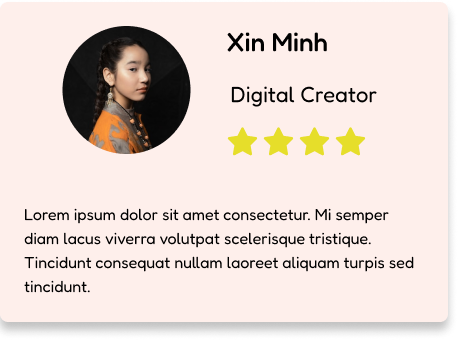 Xin Minh
Digital Creator
Lorem ipsum dolor sit amet consectetur. Mi semper
diam lacus viverra volutpat scelerisque tristique.
Tincidunt consequat nullam laoreet aliquam turpis sed
tincidunt.